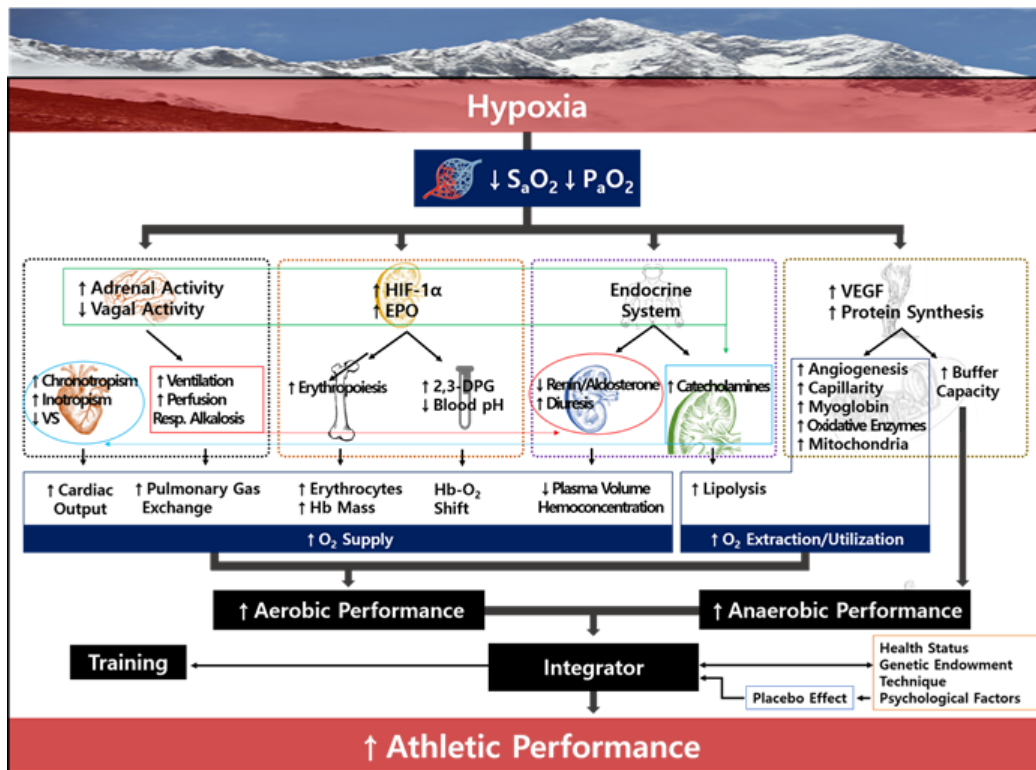 Hypoxia
↓ SaO2 ↓ PaO2
↑ Adrenal Activity
↓ Vagal Activity
↑ HIF-1α
↑ EPO
Endocrine
System
↑ VEGF
↑ Protein Synthesis
↑ Chronotropism
↑ Inotropism
↓ VS
↑ Ventilation
↑ Perfusion
Resp. Alkalosis
↑ Erythropoiesis
↑ 2,3-DPG
↓ Blood pH
↓ Renin/Aldosterone
↑ Diuresis
↑ Catecholamines
↑ Angiogenesis
↑ Capillarity
↑ Myoglobin
↑ Oxidative Enzymes
↑ Mitochondria
↑ Buffer
Capacity
↑ Cardiac
Output
↑ Pulmonary Gas
Exchange
↑ Erythrocytes
↑ Hb Mass
Hb-O2
Shift
↓ Plasma Volume
Hemoconcentration
↑ Lipolysis
↑ O2 Supply
↑ O2 Extraction/Utilization
↑ Aerobic Performance
↑ Anaerobic Performance
Training
Integrator
Health Status
Genetic Endowment
Technique
Psychological Factors
Placebo Effect
↑ Athletic Performance